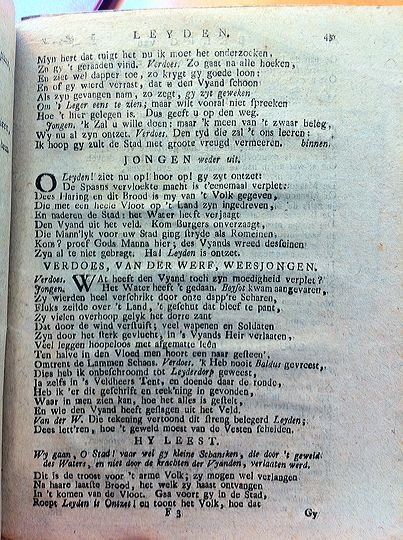 LEYDEN. 45
Myn hert dat tuigt het nu ik moet het onderzoeken,
Zo gy 't geraden vind. Verdoes. Zo gaat na alle hoeken,
En ziet wel dapper toe, zo krygt gy goede loon:
En of gy wierd verrast, dat u den Vyand schoon
Als zyn gevangen nam, zo zegt, gy zyt geweken
Om 't Leger eens te zien; maar wilt vooral niet spreeken
Hoe 't hier gelegen is. Dus geeft u op den weg.
Jongen. 'k Zal u wille doen: maar 'k meen van 't zwaar beleg,
Wy nu al zyn ontzet. Verdoes. Den tyd die zal 't ons leeren:
Ik hoop gy zult de Stad met groote vreugd vermeeren. binnen.
JONGEN weder uit.
O Leyden! ziet nu op! hoor op! gy zyt ontzet:
De Spaans vervloekte macht is t'eenemaal verplet:
Deez Haring en dit Brood is my van 't Volk gegeven,
Die met een heele Vloot op 't Land zyn ingedreven,
En naderen de Stad: het Water heeft verjaagt
Den Vyand uit het veld. Kom Burgers onverzaagt,
De Mann'lyk voor uw Stad ging stryde als Romeinen.
Kom? proef Gods Manna hier; des Vyands wreed desseinen
Zyn al te niet gebragt. Ha! Leyden is ontzet.
VERDOES, VAN DER WERF, WEESJONGEN.
Verdoes. WAt heeft den Vyand toch zyn moedigheid verplet?
Jongen. Het Water heeft 't gedaan. Boisot kwam aangevaren,
Zy wierden heel verschrikt door onze dapp're Scharen,
Fluks zeilde over 't Land, 't geschut dat bleef te pant,
Zy vielen overhoop gelyk het dorre zant
Dat door de wind verstuift; veel wapenen en Soldaten
Zyn door het sterk gevlucht, in 's Vyands Heir verlaten,
Veel leggen hoopeloos met afgematte leên
Ten halve in den Vloed men hoort een naar gesteen'.
Omtrent de Lammen Schans. Verdoes. 'k Heb nooit Baldus gevreest,
Dies heb ik onbeschroomd tot Leyderdorp geweest,
Ja zelfs in 's Veldheers Tent, en doende daar de ronde,
Heb ik 'er dit geschrift en teek'ning in gevonden,
Waar in men zien kan, hoe het alles is gestelt,
En wie den Vyand heeft geslagen uit het Veld.
Van der W. Die tekening vertoond dit streng belegerd Leyden;
Dees lett'ren, hoe 't geweld moest van de Vesten scheiden.
HY LEEST.
Wy gaan, O Stad! vaar wel gy kleine Schansken, die door 't geweld
des Waters, en niet door de krachten der Vyanden, verlaaten werd.
Dit is de troost voor 't arme Volk; zy mogen wel verlangen
Na haare laatste Brood, het welk zy haast ontvangen
In 't komen van de Vloot. Gaa voort gy in de Stad,
Roept Leyden is Ontzet! en toont het Volk, hoe dat
F 3 Gy